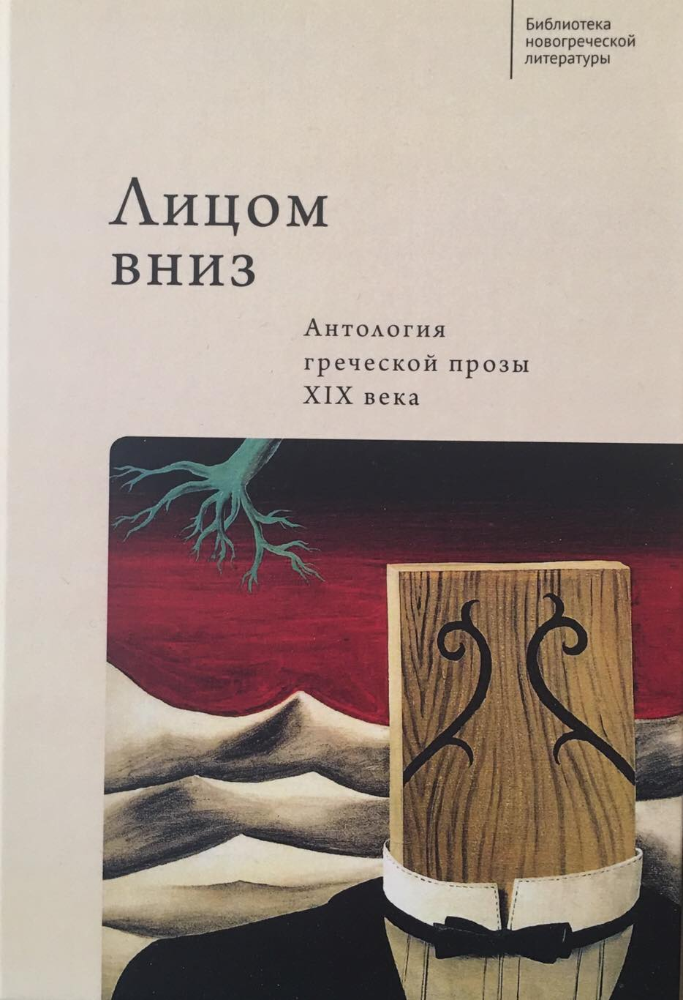 Библиотека
новогреческой
литературы
Лицом
вниз
Антология
греческой прозы
XIX века